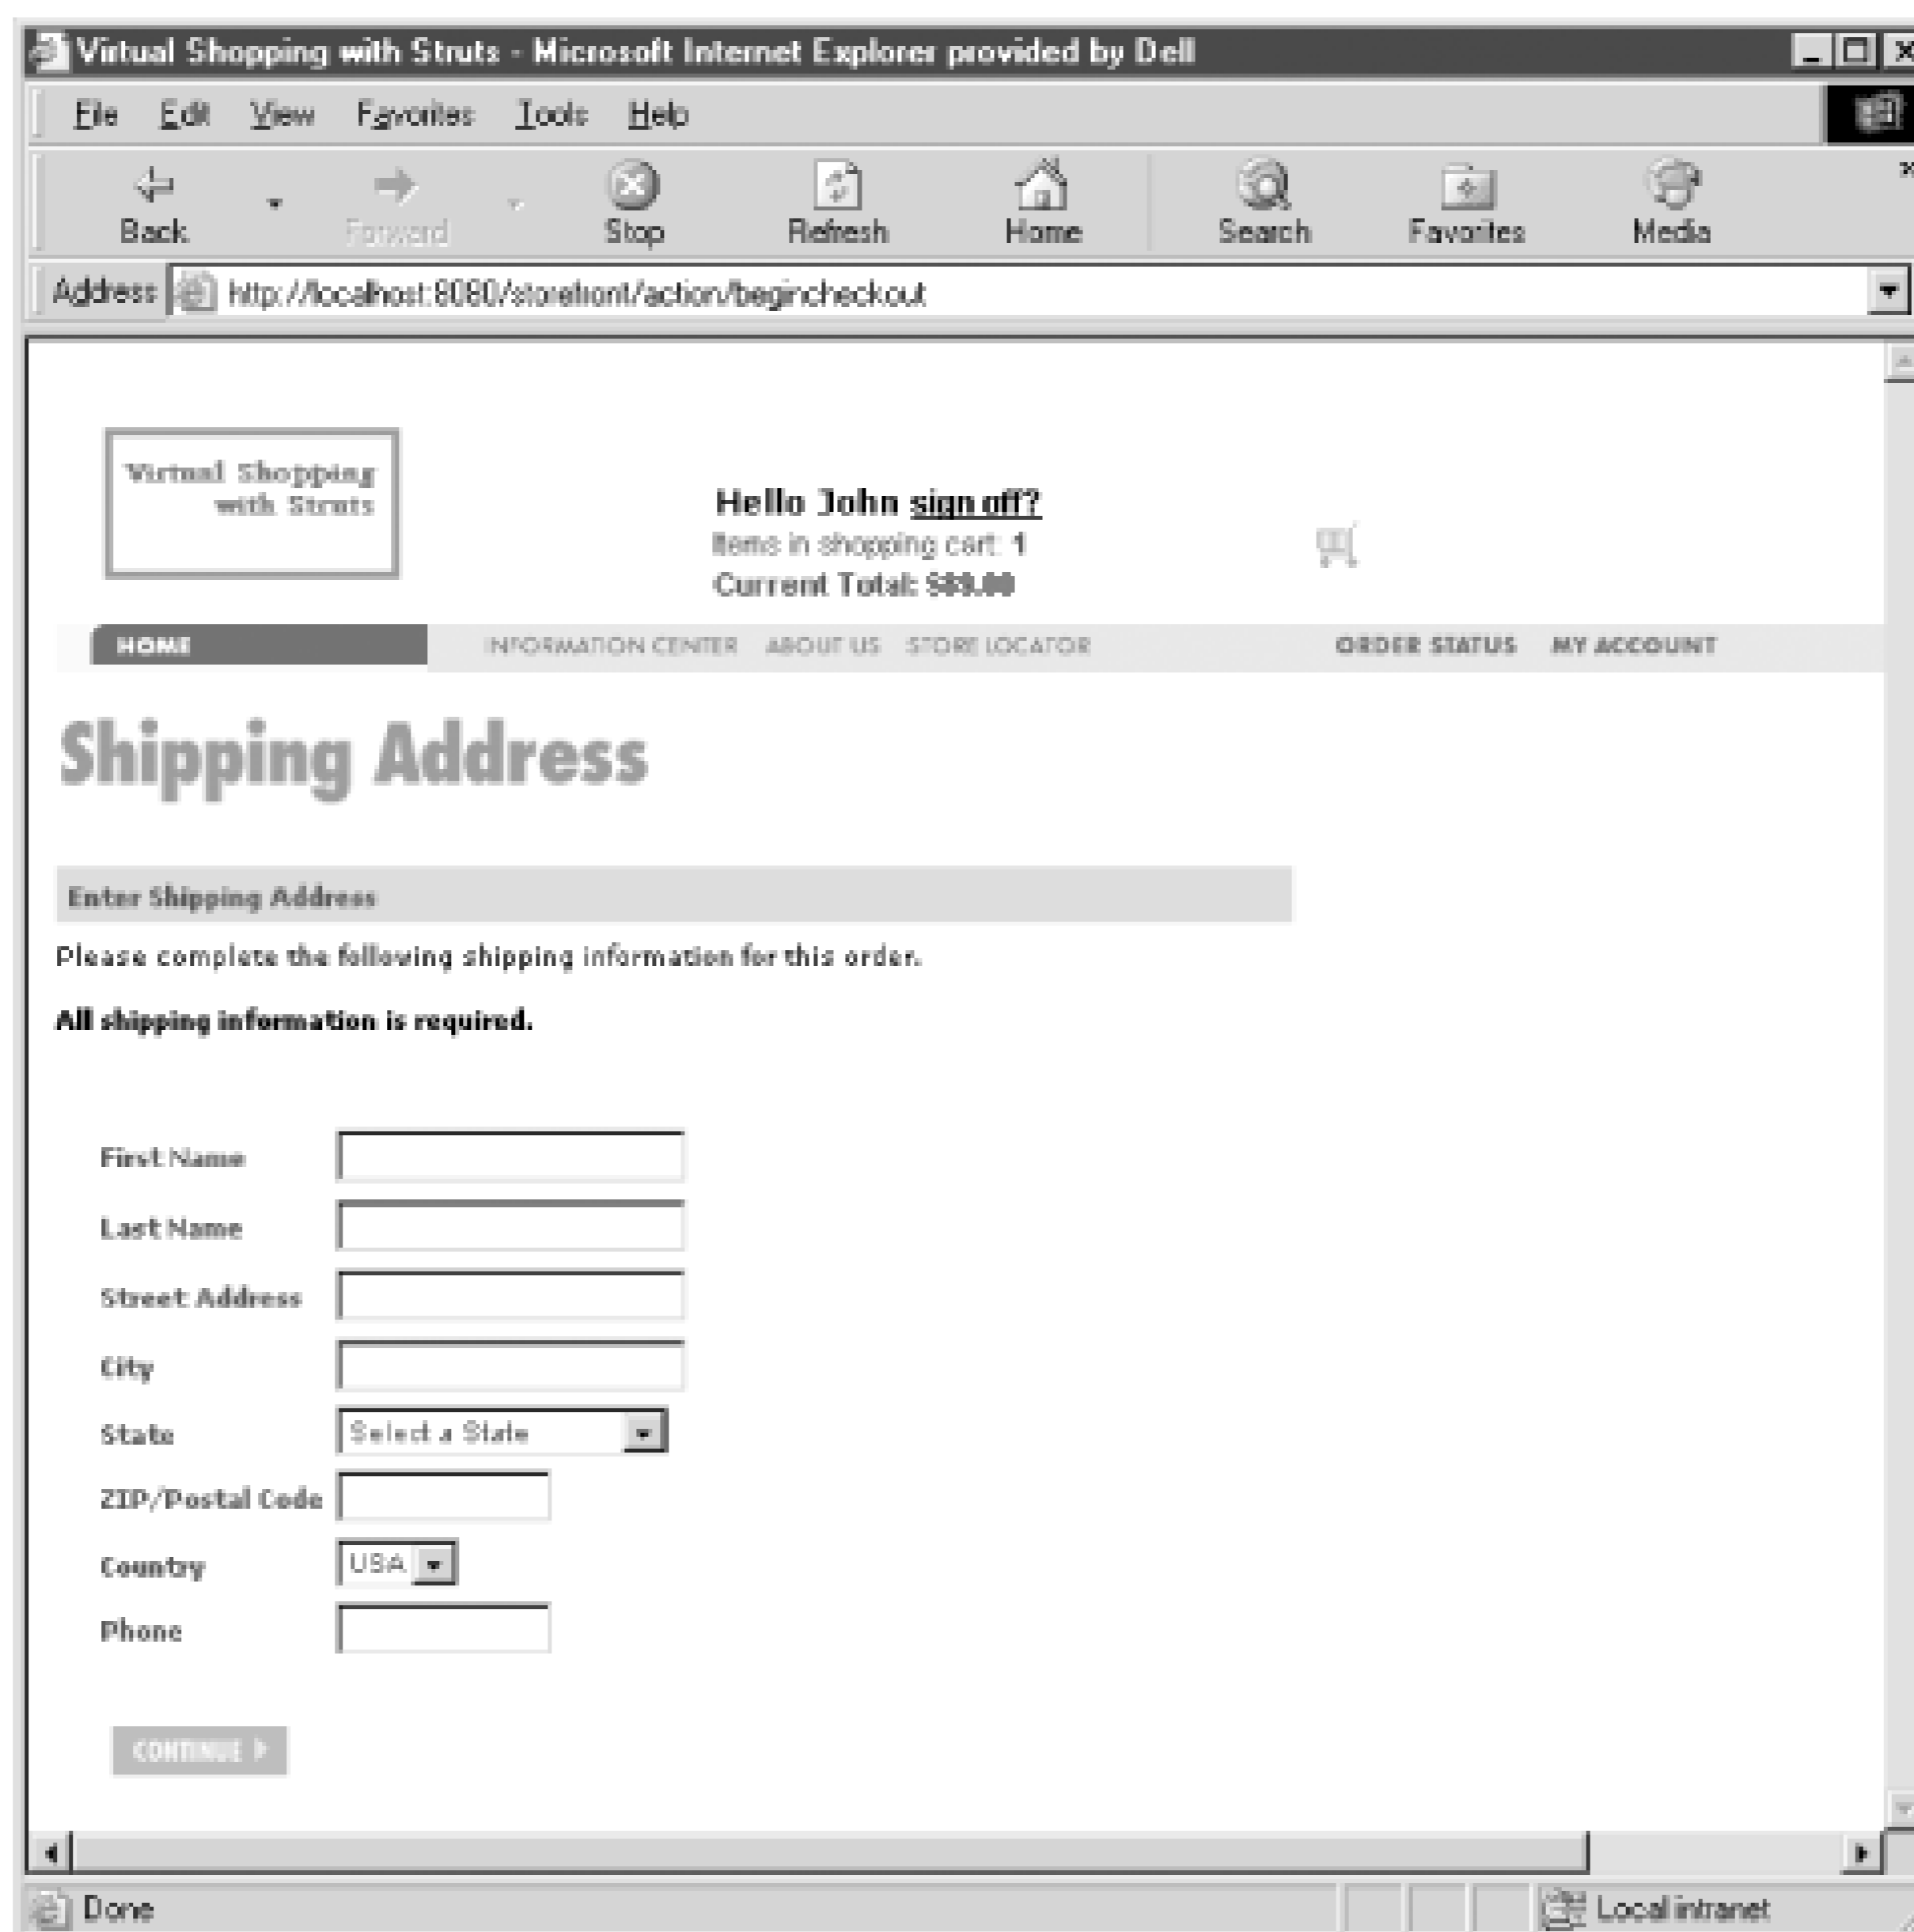 Virtual Shopping with Struts - Microsoft Internet Explorer provided by Dell
File Edit View Favorites Tools Help
Back Forward Stop Refresh Home Search Favorites Media
Address http://localhost:8080/storefront/action/begincheckout
Virtual Shopping
with Struts
Hello John sign off?
Items in shopping cart: 1
Current Total: $89.00
HOME INFORMATION CENTER ABOUT US STORE LOCATOR ORDER STATUS MY ACCOUNT
Shipping Address
Enter Shipping Address
Please complete the following shipping information for this order.
All shipping information is required.
First Name
Last Name
Street Address
City
State Select a State
ZIP/Postal Code
Country USA
Phone
CONTINUE
Done Local intranet